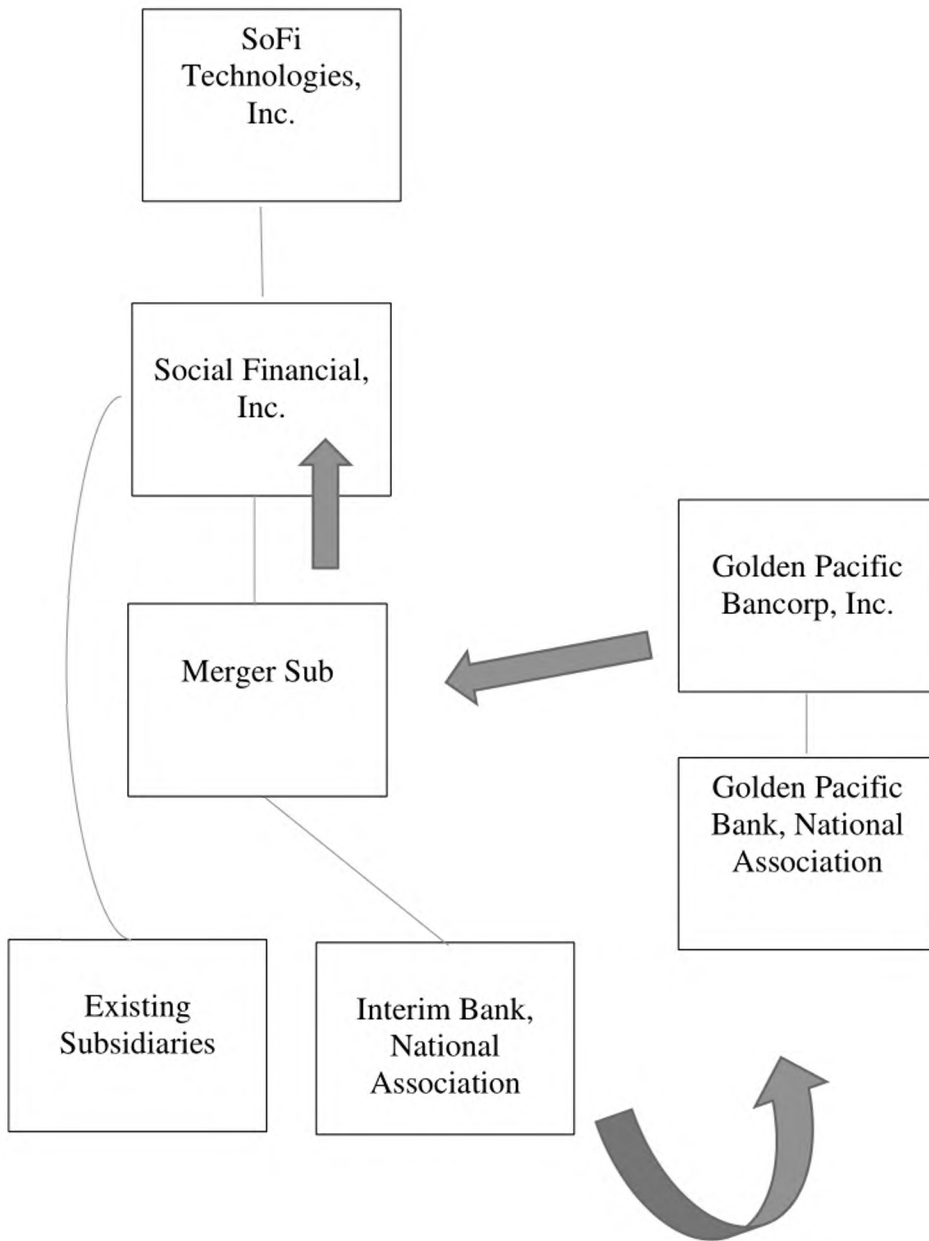 SoFi
Technologies,
Inc.
Social Financial,
Inc.
Golden Pacific
Bancorp, Inc.
Merger Sub
Golden Pacific
Bank, National
Association
Existing
Subsidiaries
Interim Bank,
National
Association